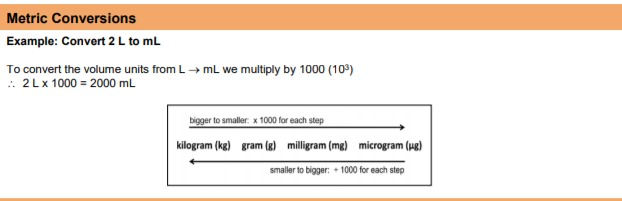 Metric Conversions
Example: Convert 2 L to mL
To convert the volume units from L → mL we multiply by 1000 (10³)
∴ 2 L x 1000 = 2000 mL
bigger to smaller: x 1000 for each step
kilogram (kg) gram (g) milligram (mg) microgram (µg)
smaller to bigger: ÷ 1000 for each step